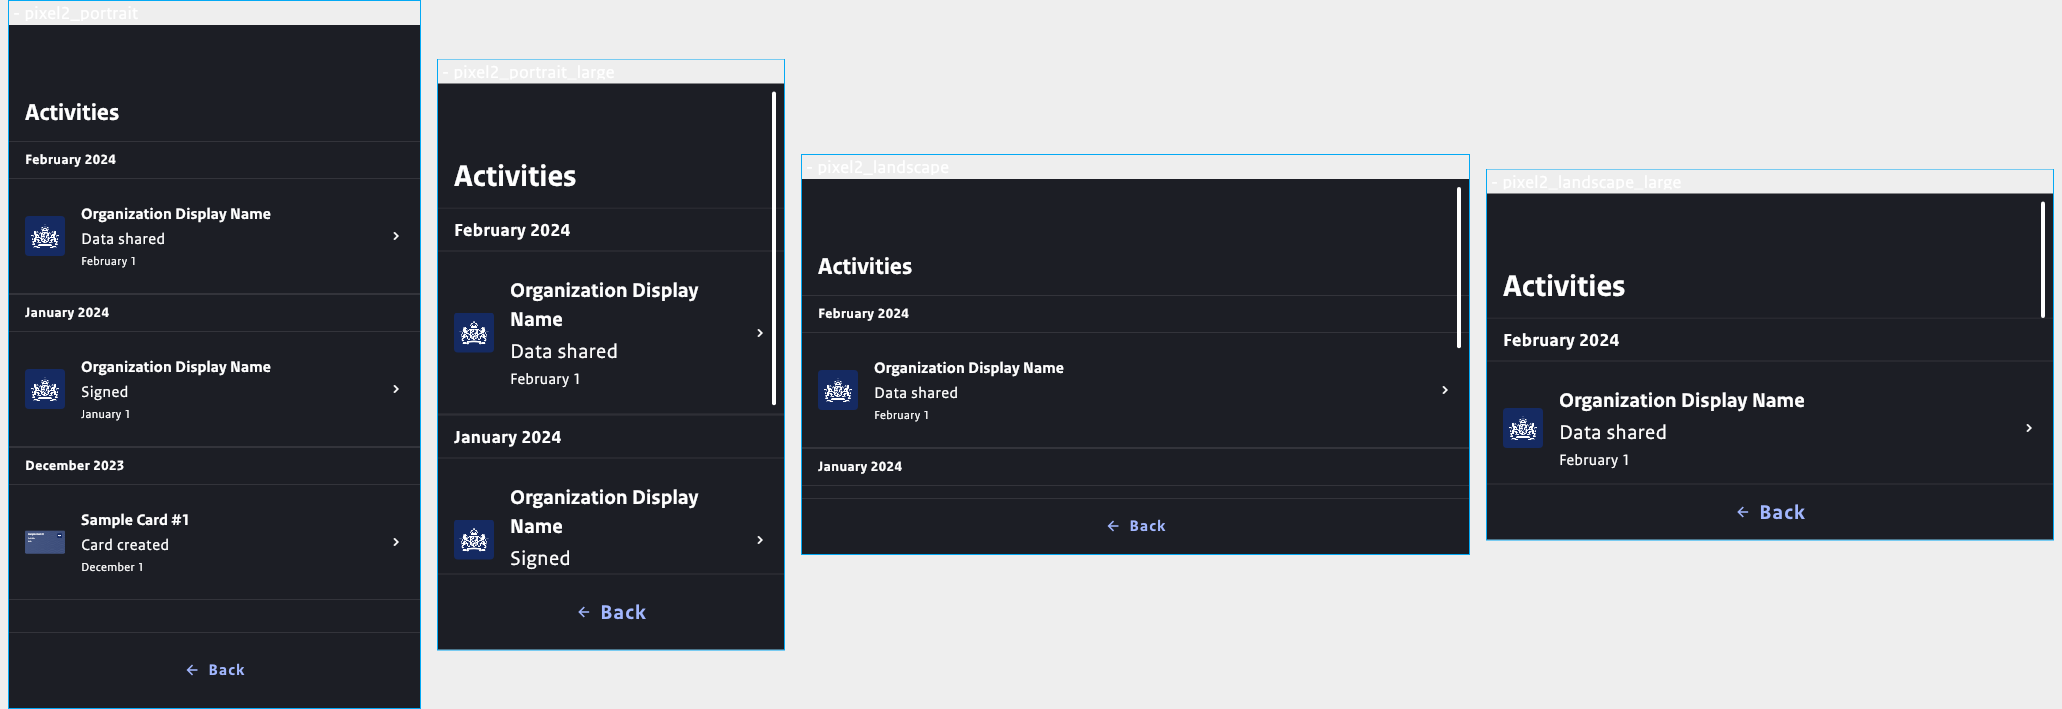 - pixel2_portrait
Activities
February 2024
Organization Display Name
Data shared
February 1
January 2024
Organization Display Name
Signed
January 1
December 2023
Sample Card #1
Card created
December 1
Back
- pixel2_portrait_large
Activities
February 2024
Organization Display
Name
Data shared
February 1
January 2024
Organization Display
Name
Signed
Back
- pixel2_landscape
Activities
February 2024
Organization Display Name
Data shared
February 1
January 2024
Back
- pixel2_landscape_large
Activities
February 2024
Organization Display Name
Data shared
February 1
Back